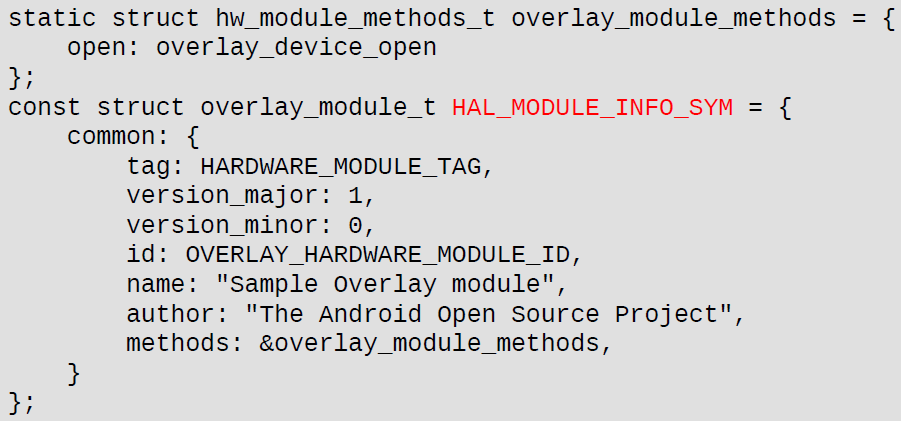 static struct hw_module_methods_t overlay_module_methods = {
    open: overlay_device_open
};
const struct overlay_module_t HAL_MODULE_INFO_SYM = {
    common: {
        tag: HARDWARE_MODULE_TAG,
        version_major: 1,
        version_minor: 0,
        id: OVERLAY_HARDWARE_MODULE_ID,
        name: "Sample Overlay module",
        author: "The Android Open Source Project",
        methods: &overlay_module_methods,
    }
};